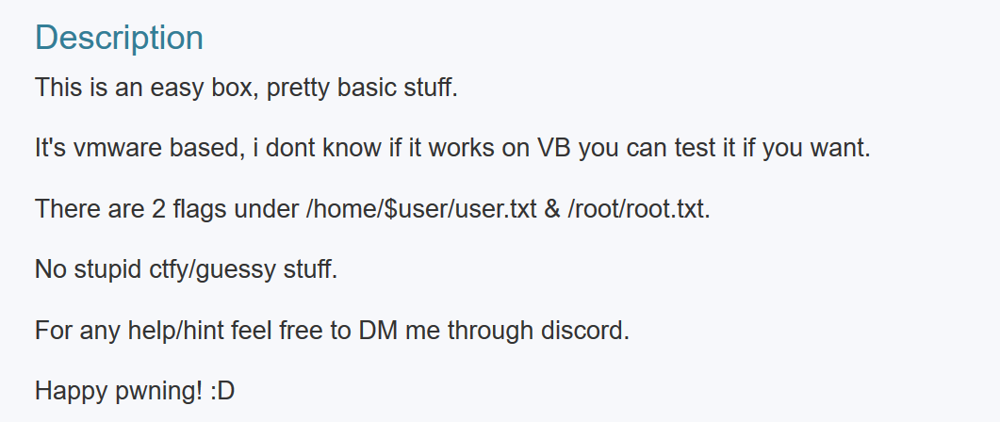 Description
This is an easy box, pretty basic stuff.
It's vmware based, i dont know if it works on VB you can test it if you want.
There are 2 flags under /home/$user/user.txt & /root/root.txt.
No stupid ctfy/guessy stuff.
For any help/hint feel free to DM me through discord.
Happy pwning! :D